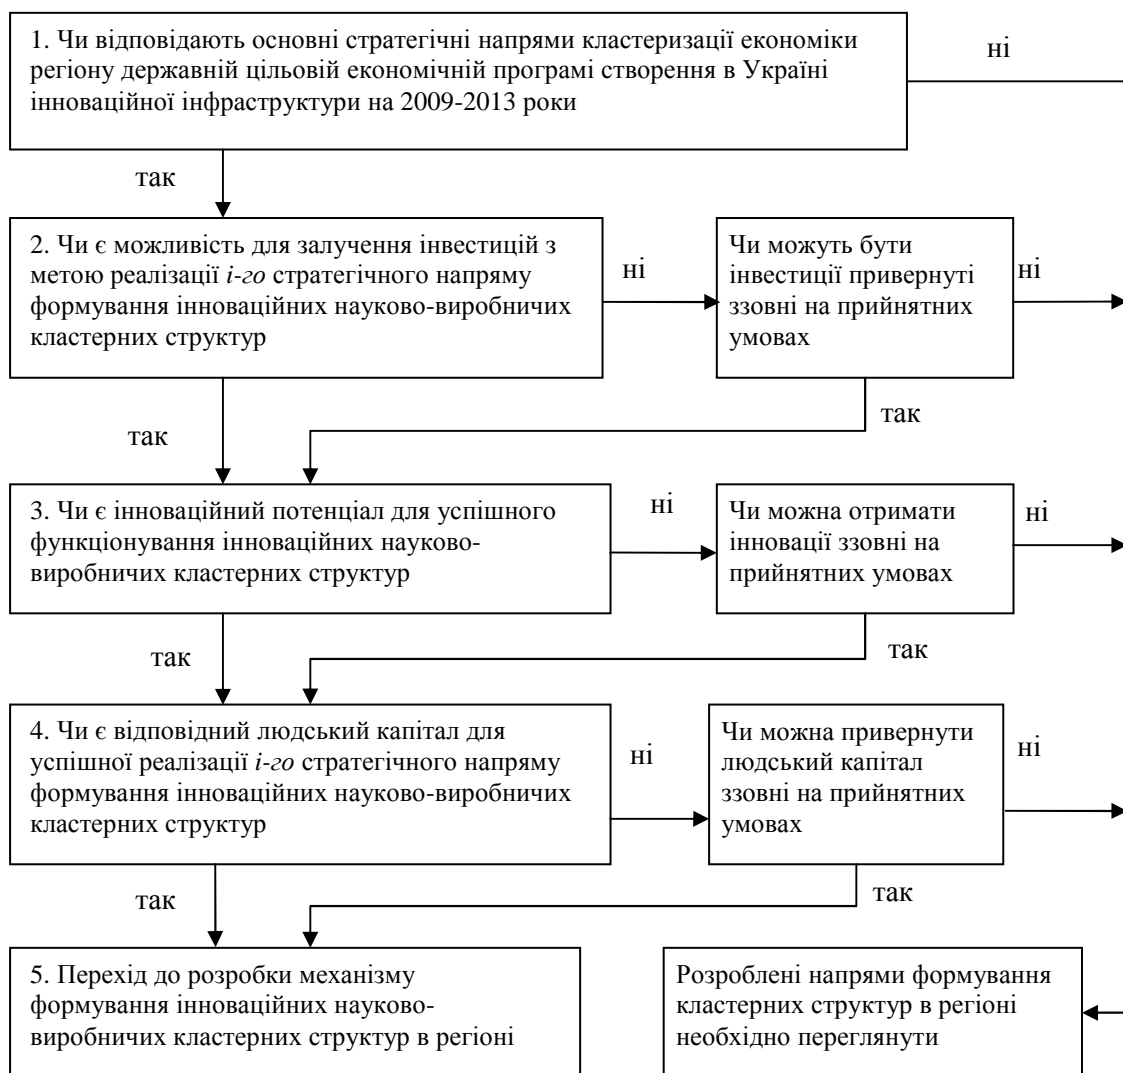 1. Чи відповідають основні стратегічні напрями кластеризації економіки
регіону державній цільовій економічній програмі створення в Україні
інноваційної інфраструктури на 2009-2013 роки
ні
так
2. Чи є можливість для залучення інвестицій з
метою реалізації і-го стратегічного напряму
формування інноваційних науково-виробничих
кластерних структур
ні
Чи можуть бути
інвестиції привернуті
ззовні на прийнятних
умовах
ні
так
так
3. Чи є інноваційний потенціал для успішного
функціонування інноваційних науково-
виробничих кластерних структур
ні
Чи можна отримати
інновації ззовні на
прийнятних умовах
ні
так
так
4. Чи є відповідний людський капітал для
успішної реалізації і-го стратегічного напряму
формування інноваційних науково-виробничих
кластерних структур
ні
Чи можна привернути
людський капітал
ззовні на прийнятних
умовах
ні
так
так
5. Перехід до розробки механізму
формування інноваційних науково-
виробничих кластерних структур в регіоні
Розроблені напрями формування
кластерних структур в регіоні
необхідно переглянути